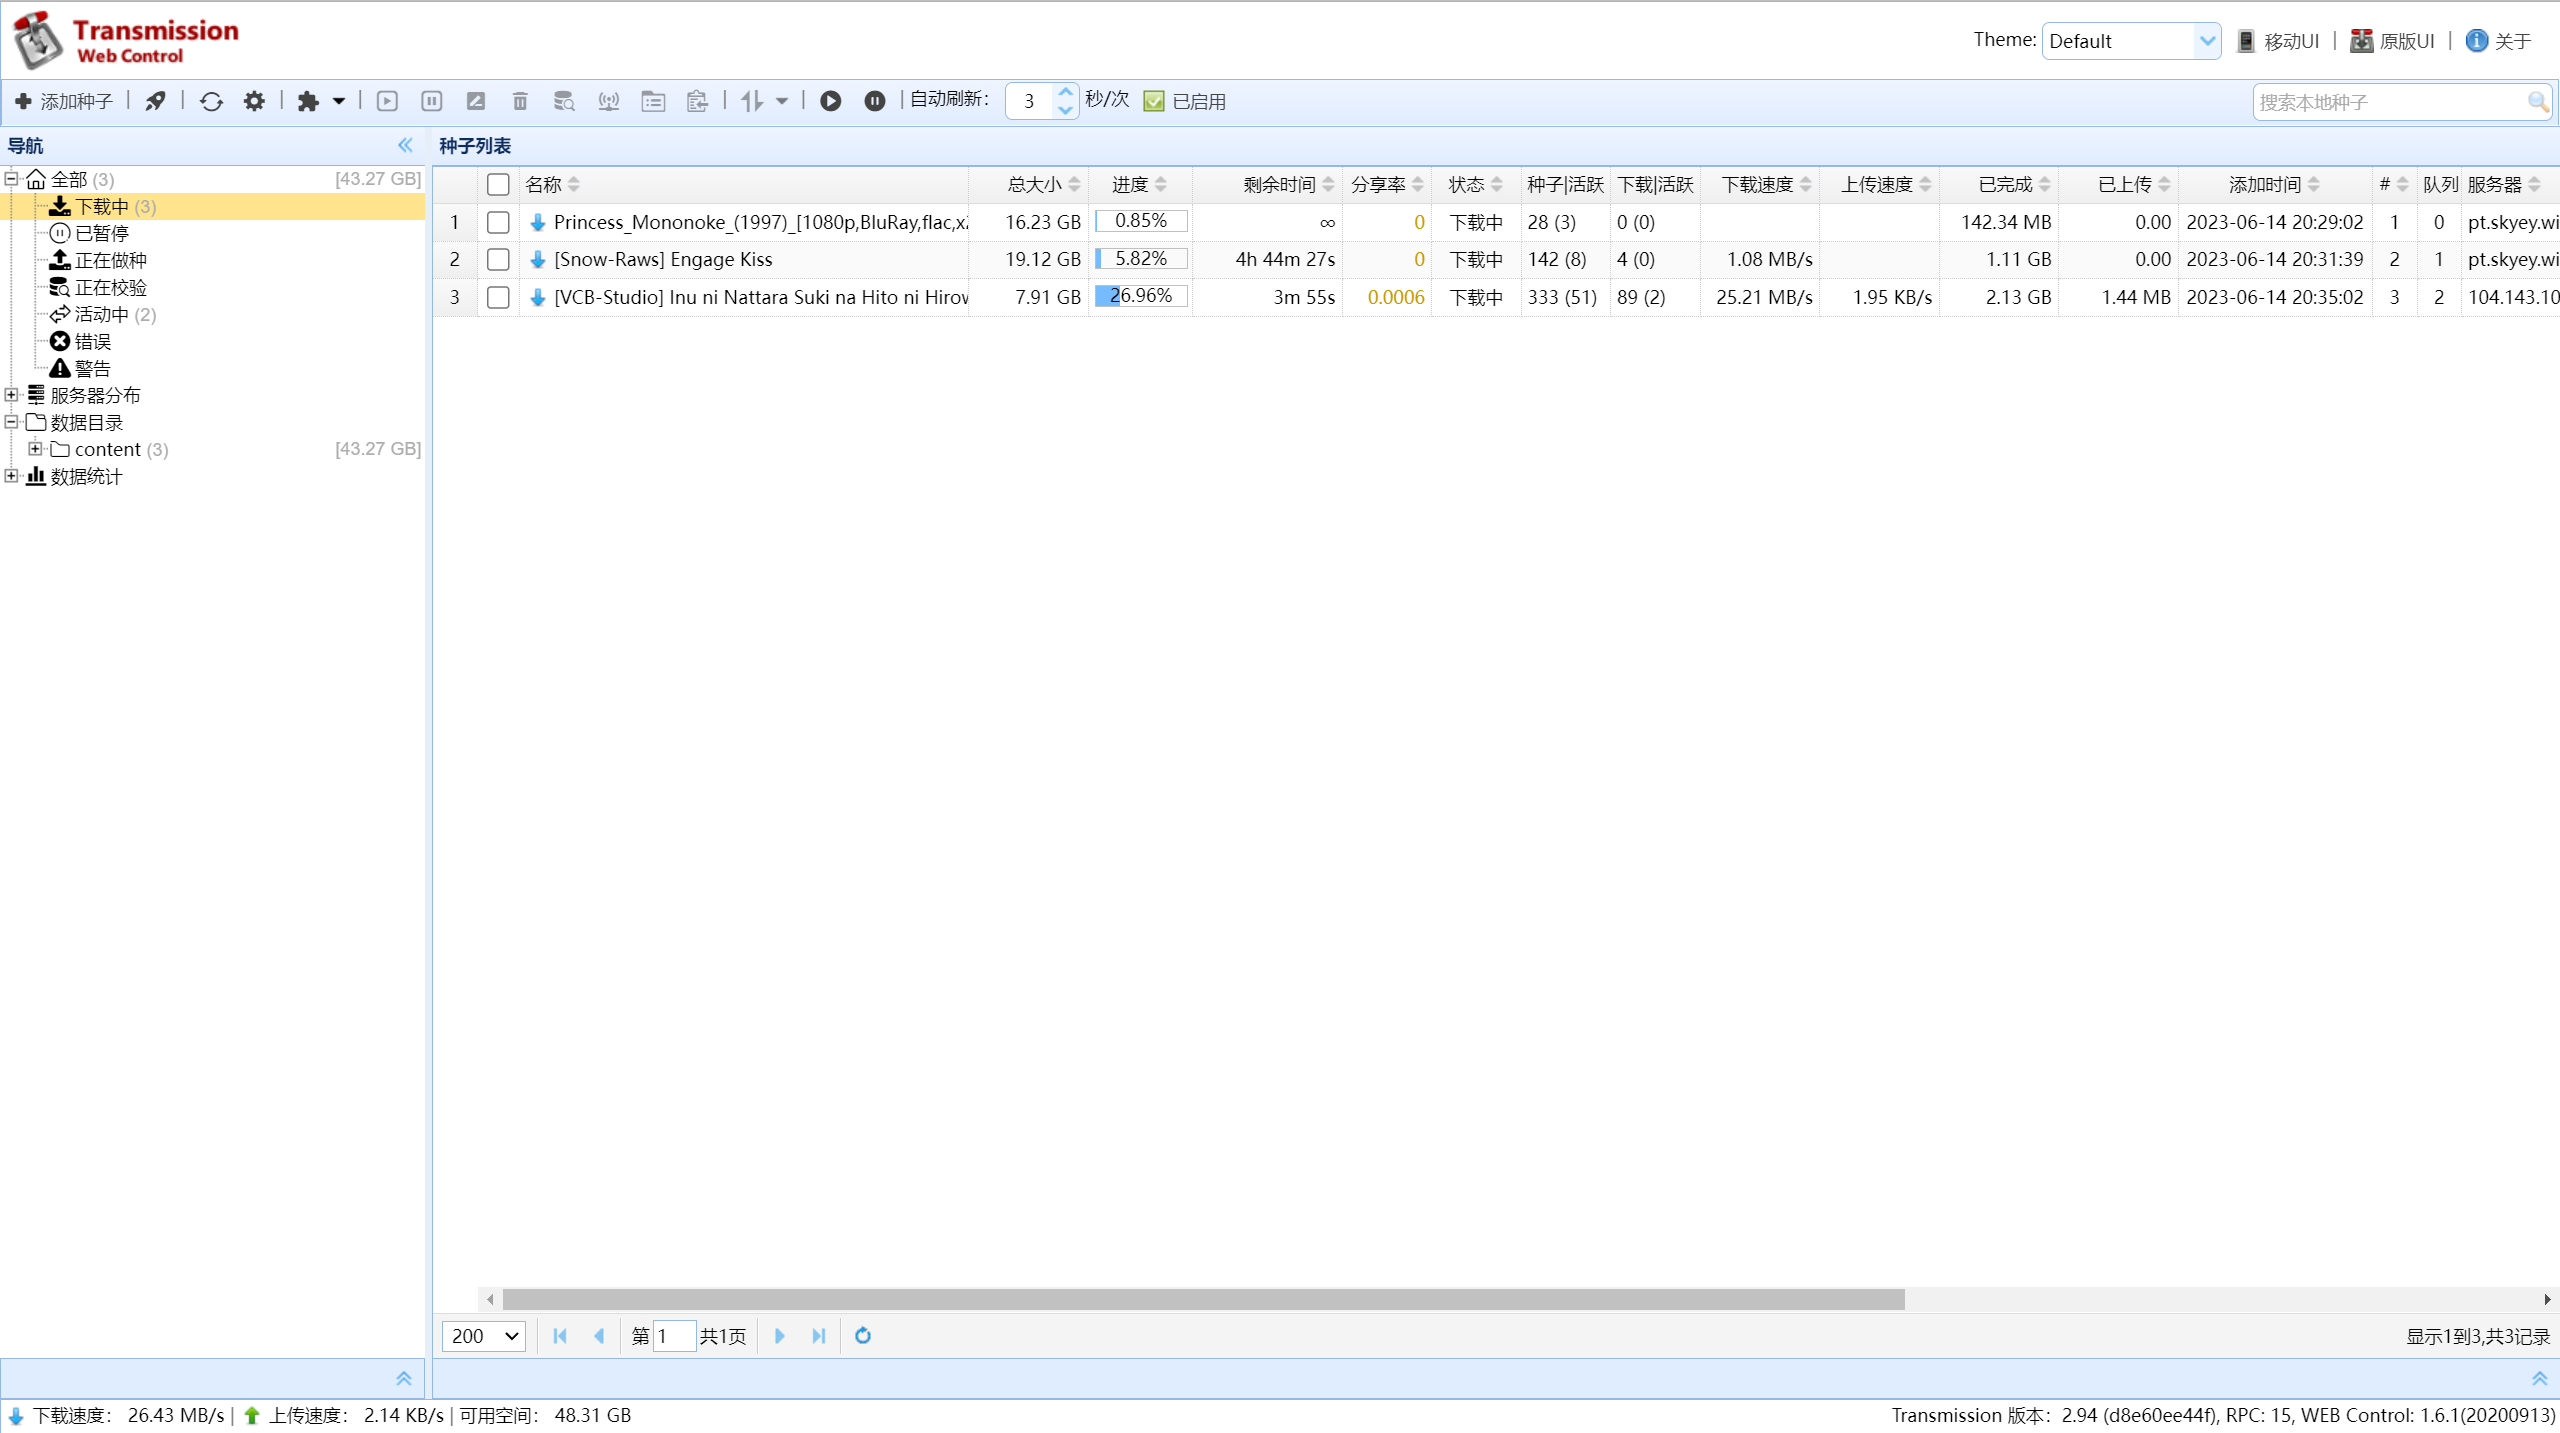 Transmission
Web Control
Theme: Default 移动UI | 原版UI | 关于
添加种子 自动刷新： 3 秒/次 已启用 搜索本地种子
导航
全部 (3) [43.27 GB]
下载中 (3)
已暂停
正在做种
正在校验
活动中 (2)
错误
警告
服务器分布
数据目录
content (3) [43.27 GB]
数据统计
种子列表
名称 总大小 进度 剩余时间 分享率 状态 种子|活跃 下载|活跃 下载速度 上传速度 已完成 已上传 添加时间 # 队列 服务器
1 Princess_Mononoke_(1997)_[1080p,BluRay,flac,x 16.23 GB 0.85% ∞ 0 下载中 28 (3) 0 (0) 142.34 MB 0.00 2023-06-14 20:29:02 1 0 pt.skyey.wi
2 [Snow-Raws] Engage Kiss 19.12 GB 5.82% 4h 44m 27s 0 下载中 142 (8) 4 (0) 1.08 MB/s 1.11 GB 0.00 2023-06-14 20:31:39 2 1 pt.skyey.wi
3 [VCB-Studio] Inu ni Nattara Suki na Hito ni Hirow 7.91 GB 26.96% 3m 55s 0.0006 下载中 333 (51) 89 (2) 25.21 MB/s 1.95 KB/s 2.13 GB 1.44 MB 2023-06-14 20:35:02 3 2 104.143.10
200 第 1 共1页 显示1到3,共3记录
下载速度： 26.43 MB/s | 上传速度： 2.14 KB/s | 可用空间： 48.31 GB
Transmission 版本： 2.94 (d8e60ee44f), RPC: 15, WEB Control: 1.6.1(20200913)